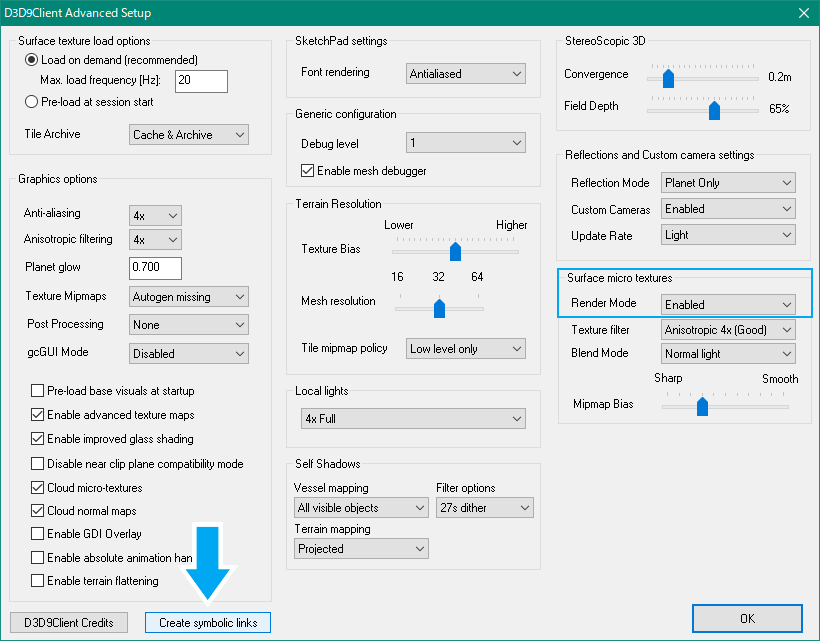 D3D9Client Advanced Setup
Surface texture load options
Load on demand (recommended)
Max. load frequency [Hz]: 20
Pre-load at session start
Tile Archive Cache & Archive
Graphics options
Anti-aliasing 4x
Anisotropic filtering 4x
Planet glow 0.700
Texture Mipmaps Autogen missing
Post Processing None
gcGUI Mode Disabled
Pre-load base visuals at startup
Enable advanced texture maps
Enable improved glass shading
Disable near clip plane compatibility mode
Cloud micro-textures
Cloud normal maps
Enable GDI Overlay
Enable absolute animation han
Enable terrain flattening
D3D9Client Credits Create symbolic links
SketchPad settings
Font rendering Antialiased
Generic configuration
Debug level 1
Enable mesh debugger
Terrain Resolution
Lower Higher
Texture Bias
16 32 64
Mesh resolution
Tile mipmap policy Low level only
Local lights
4x Full
Self Shadows
Vessel mapping Filter options
All visible objects 27s dither
Terrain mapping
Projected
StereoScopic 3D
Convergence 0.2m
Field Depth 65%
Reflections and Custom camera settings
Reflection Mode Planet Only
Custom Cameras Enabled
Update Rate Light
Surface micro textures
Render Mode Enabled
Texture filter Anisotropic 4x (Good)
Blend Mode Normal light
Sharp Smooth
Mipmap Bias
OK